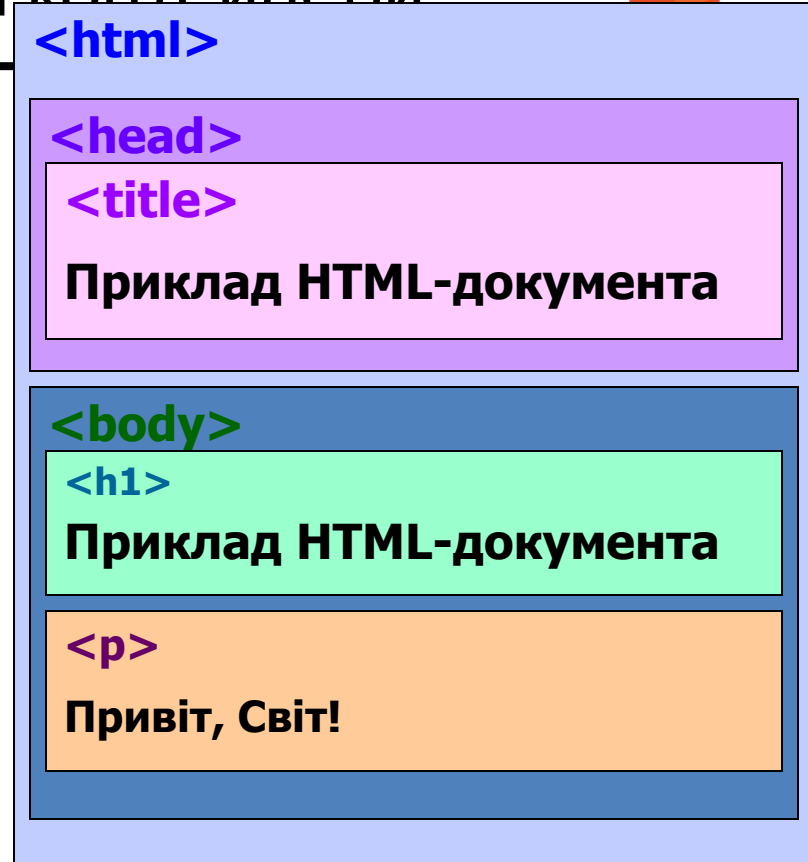 <html>
<head>
<title>
Приклад HTML-документа
<body>
<h1>
Приклад HTML-документа
<p>
Привіт, Світ!